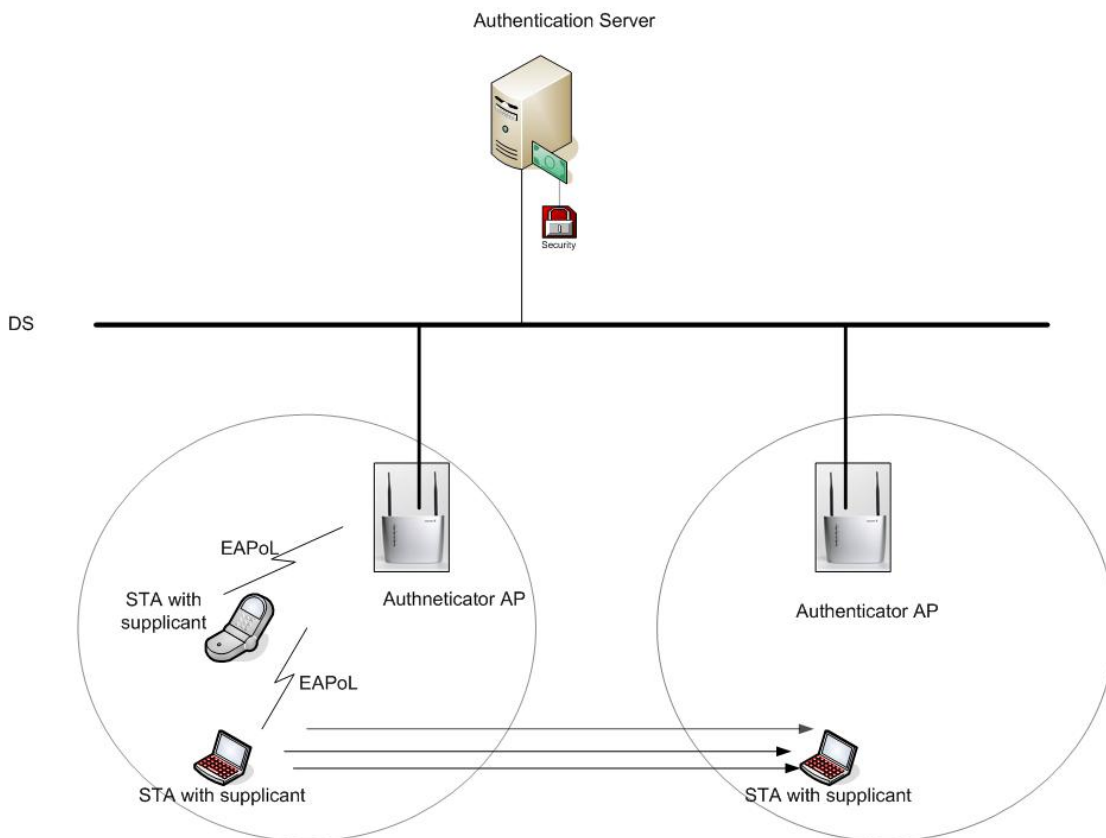 Authentication Server
Security
DS
EAPoL
STA with
supplicant
Authneticator AP
Authenticator AP
EAPoL
STA with supplicant
STA with supplicant